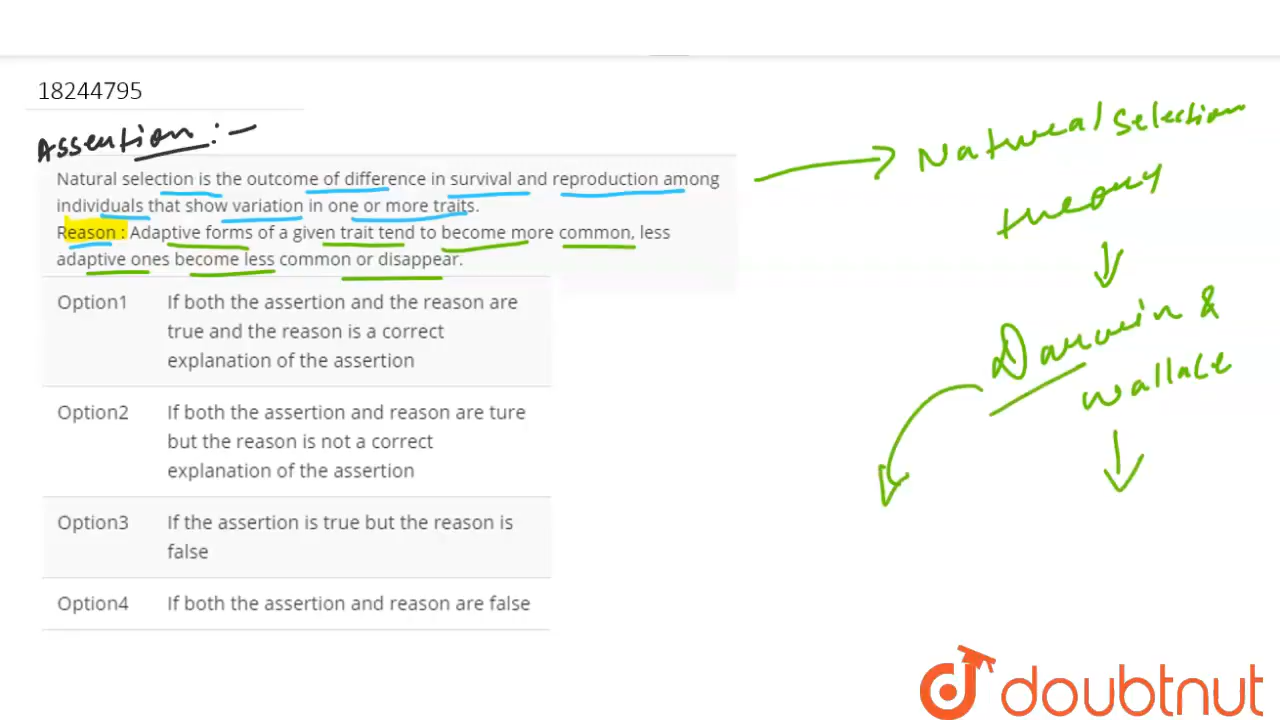 18244795
Assention :-
Natural selection is the outcome of difference in survival and reproduction among
individuals that show variation in one or more traits.
Reason : Adaptive forms of a given trait tend to become more common, less
adaptive ones become less common or disappear.
Option1 If both the assertion and the reason are
true and the reason is a correct
explanation of the assertion
Option2 If both the assertion and reason are ture
but the reason is not a correct
explanation of the assertion
Option3 If the assertion is true but the reason is
false
Option4 If both the assertion and reason are false
Natural Selection
theory
Darwin &
Wallace
doubtnut